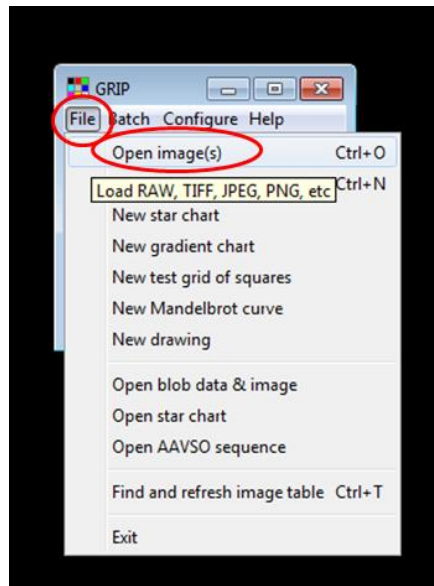 GRIP
File Batch Configure Help
Open image(s) Ctrl+O
Load RAW, TIFF, JPEG, PNG, etc Ctrl+N
New star chart
New gradient chart
New test grid of squares
New Mandelbrot curve
New drawing
Open blob data & image
Open star chart
Open AAVSO sequence
Find and refresh image table Ctrl+T
Exit